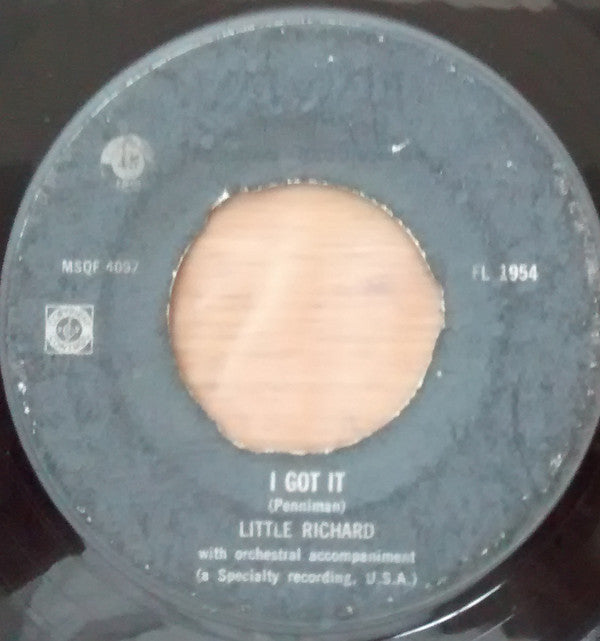 MSQF 4097
FL 1954
I GOT IT
(Penniman)
LITTLE RICHARD
with orchestral accompaniment
(a Specialty recording, U.S.A.)